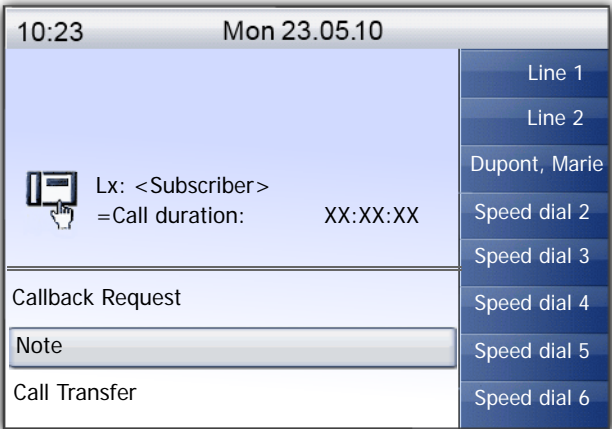 10:23 Mon 23.05.10
Line 1
Line 2
Dupont, Marie
Lx: <Subscriber>
Speed dial 2
=Call duration: XX:XX:XX
Speed dial 3
Callback Request
Speed dial 4
Note
Speed dial 5
Call Transfer
Speed dial 6